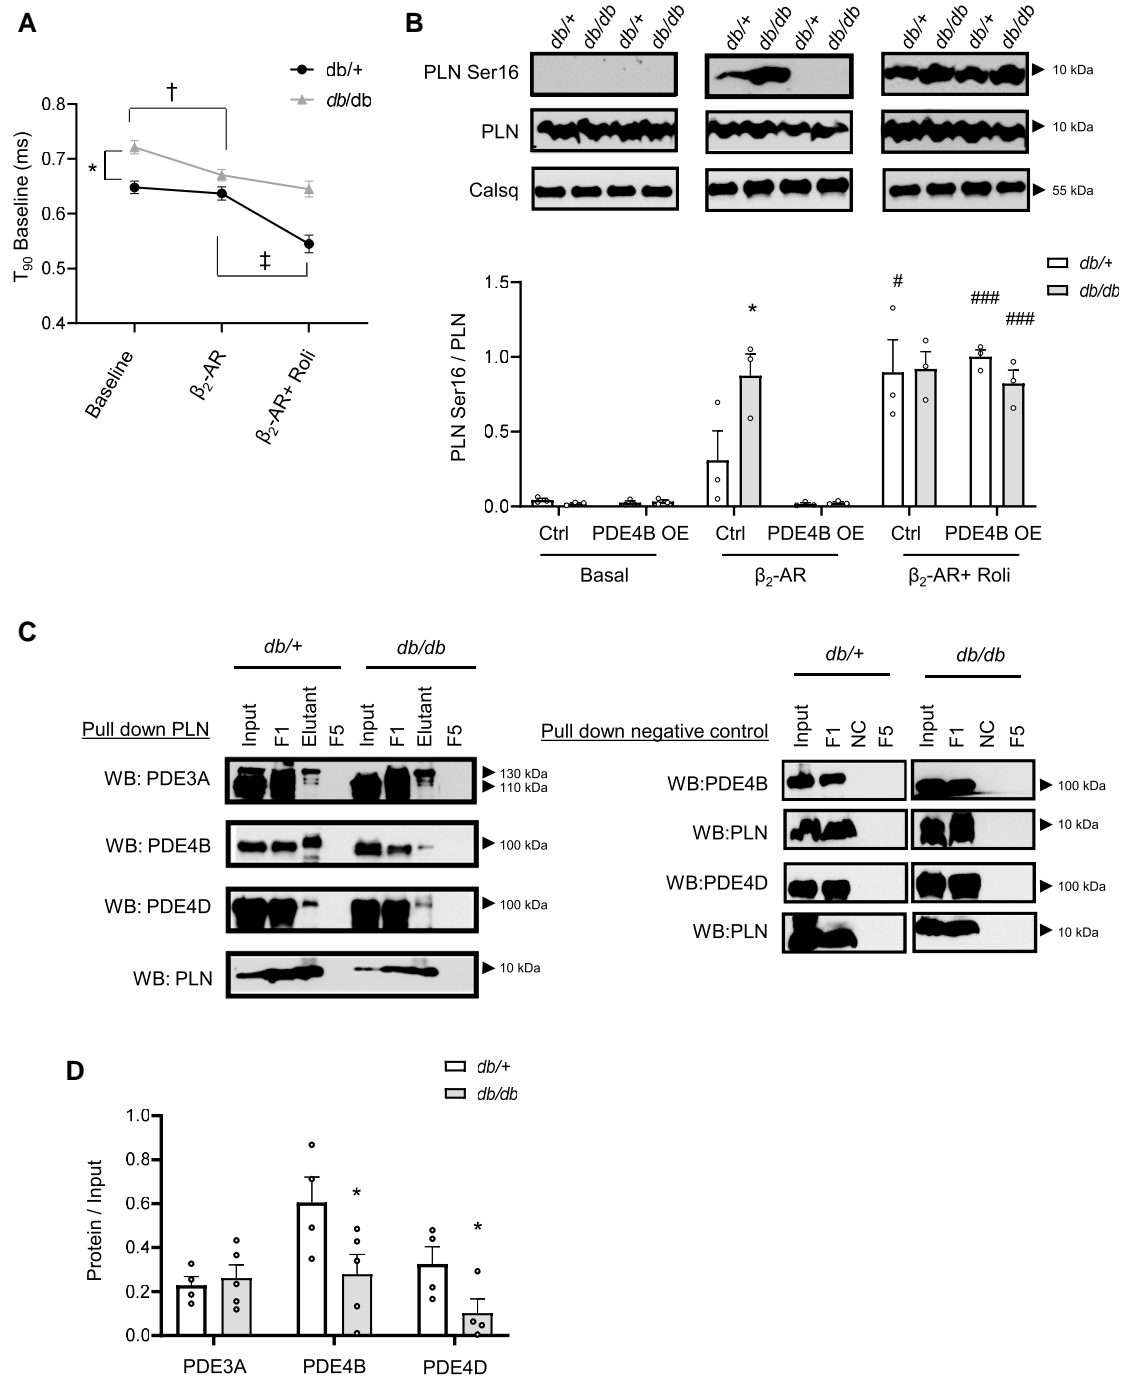 A
db/+
db/db
T90 Baseline (ms)
0.8
0.7
0.6
0.5
0.4
†
*
‡
Baseline
β2-AR
β2-AR+ Roli
B
db/+ db/db db/+ db/db db/+ db/db db/+ db/db db/+ db/db db/+ db/db
PLN Ser16
10 kDa
PLN
10 kDa
Calsq
55 kDa
db/+
db/db
PLN Ser16 / PLN
1.5
1.0
0.5
0.0
*
#
###
###
Ctrl PDE4B OE Ctrl PDE4B OE Ctrl PDE4B OE
Basal β2-AR β2-AR+ Roli
C
db/+ db/db
Pull down PLN
Input F1 Elutant F5 Input F1 Elutant F5
WB: PDE3A
130 kDa
110 kDa
WB: PDE4B
100 kDa
WB: PDE4D
100 kDa
WB: PLN
10 kDa
db/+ db/db
Pull down negative control
Input F1 NC F5 Input F1 NC F5
WB:PDE4B
100 kDa
WB:PLN
10 kDa
WB:PDE4D
100 kDa
WB:PLN
10 kDa
D
db/+
db/db
Protein / Input
1.0
0.8
0.6
0.4
0.2
0.0
*
*
PDE3A PDE4B PDE4D